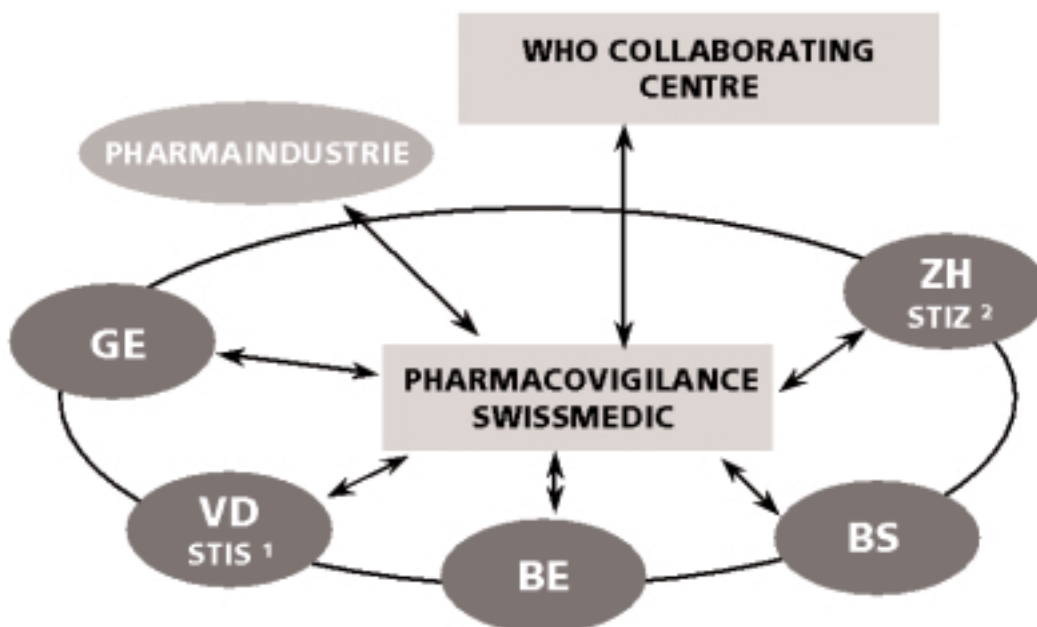 WHO COLLABORATING
CENTRE
PHARMAINDUSTRIE
ZH
STIZ ²
GE
PHARMACOVIGILANCE
SWISSMEDIC
VD
STIS ¹
BE
BS